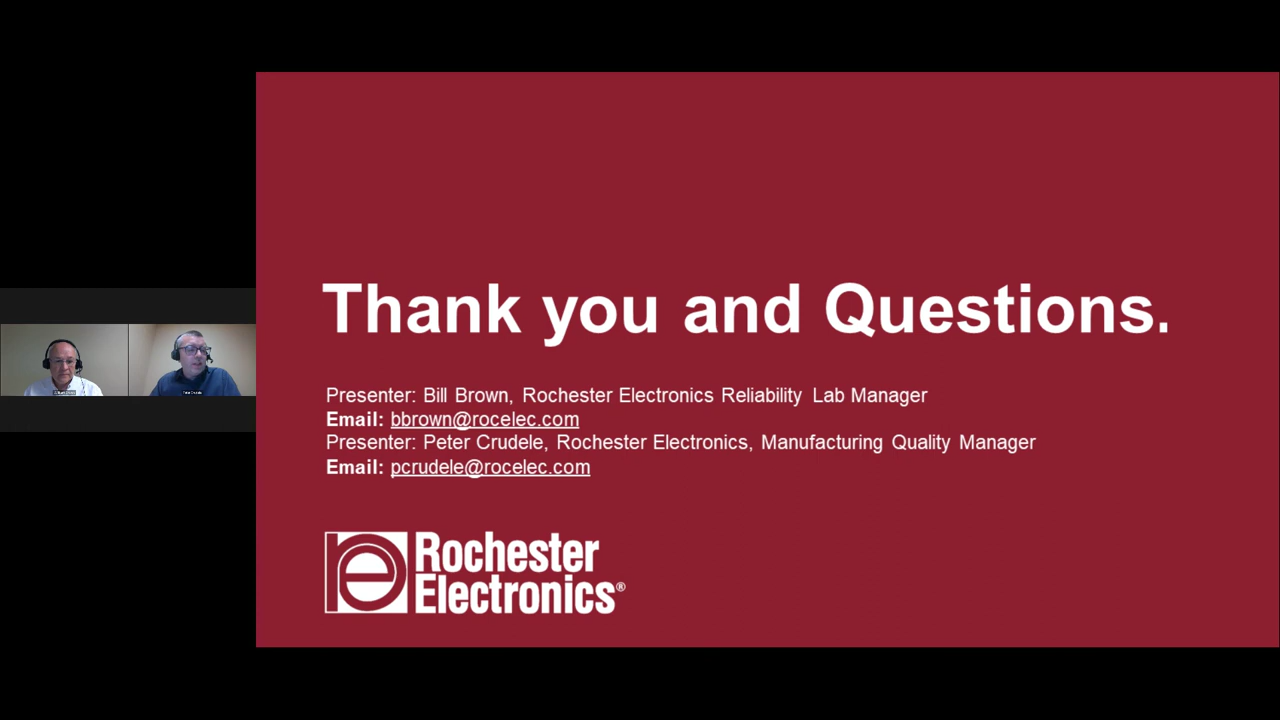 Thank you and Questions.
Presenter: Bill Brown, Rochester Electronics Reliability Lab Manager
Email: bbrown@rocelec.com
Presenter: Peter Crudele, Rochester Electronics, Manufacturing Quality Manager
Email: pcrudele@rocelec.com
re Rochester
Electronics®